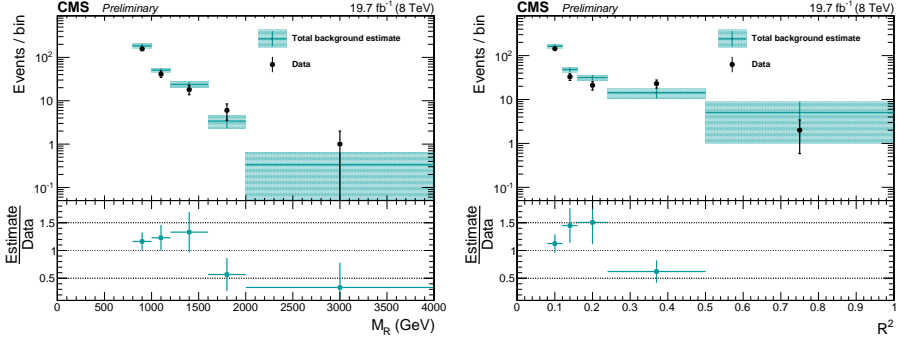 CMS Preliminary 19.7 fb⁻¹ (8 TeV)
Events / bin
10²
10
1
10⁻¹
Total background estimate
Data
Estimate
Data
1.5
1
0.5
0 500 1000 1500 2000 2500 3000 3500 4000
M_R (GeV)
CMS Preliminary 19.7 fb⁻¹ (8 TeV)
Events / bin
10²
10
1
10⁻¹
Total background estimate
Data
Estimate
Data
1.5
1
0.5
0 0.1 0.2 0.3 0.4 0.5 0.6 0.7 0.8 0.9 1
R²